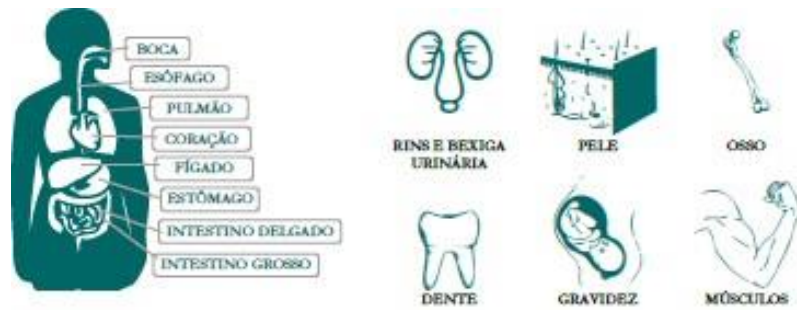 BOCA
ESÔFAGO
PULMÃO
CORAÇÃO
FÍGADO
ESTÔMAGO
INTESTINO DELGADO
INTESTINO GROSSO
RINS E BEXIGA
URINÁRIA
PELE
OSSO
DENTE
GRAVIDEZ
MÚSCULOS